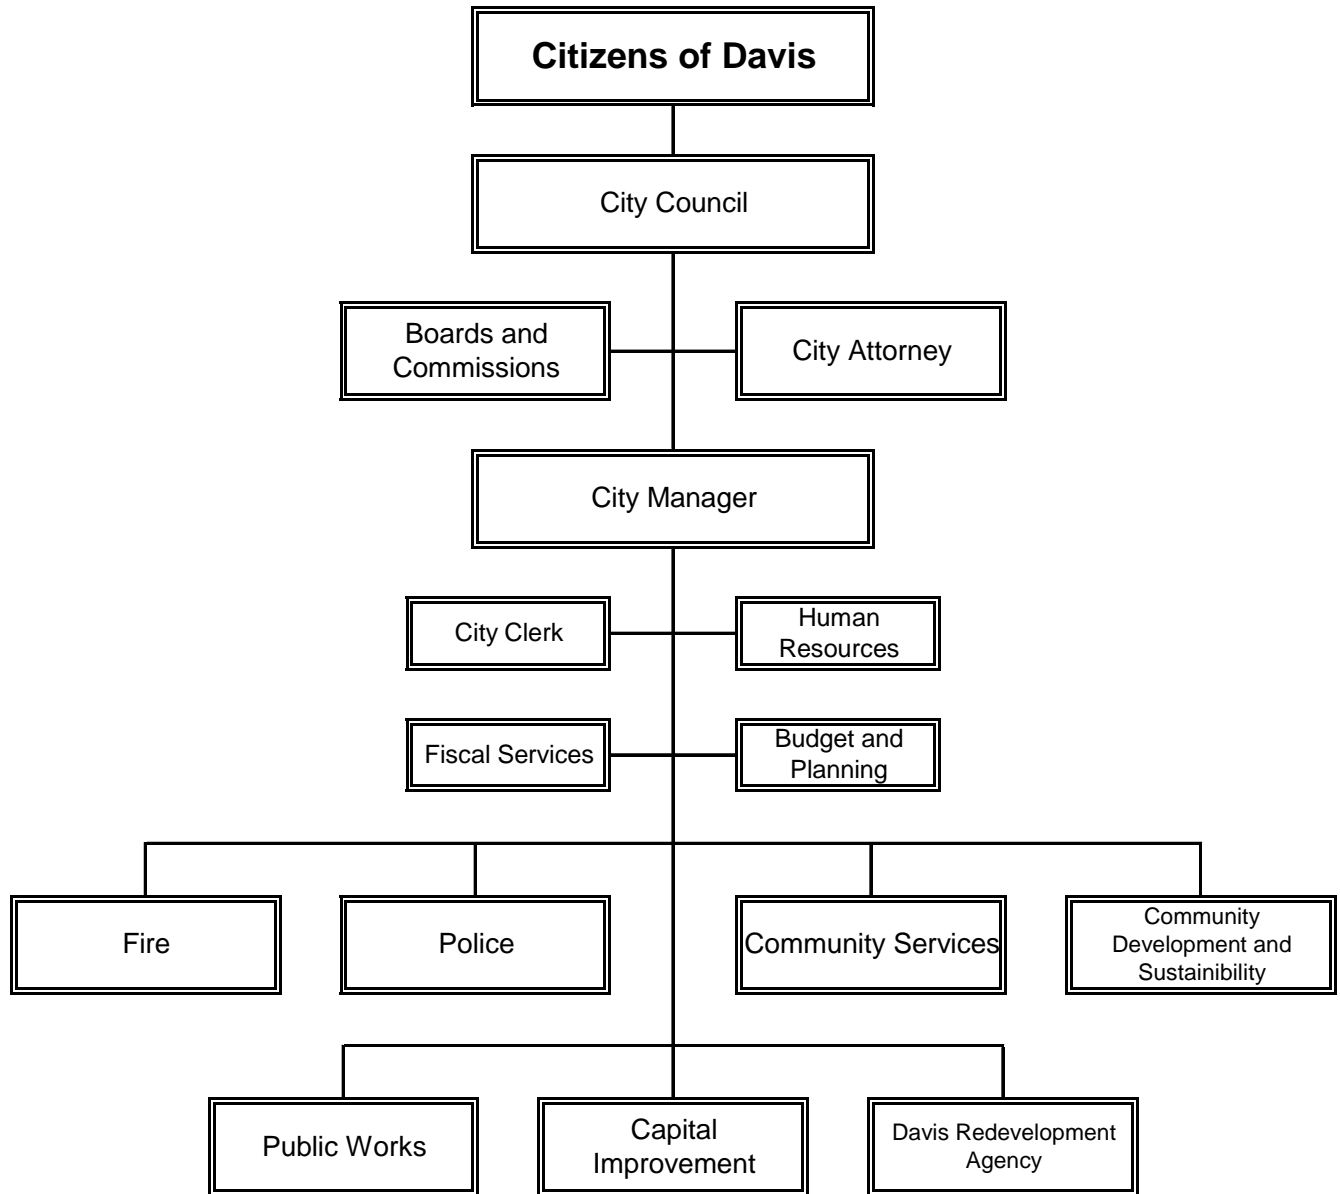 Citizens of Davis
City Council
Boards and
Commissions
City Attorney
City Manager
City Clerk
Human
Resources
Fiscal Services
Budget and
Planning
Fire
Police
Community Services
Community
Development and
Sustainibility
Public Works
Capital
Improvement
Davis Redevelopment
Agency